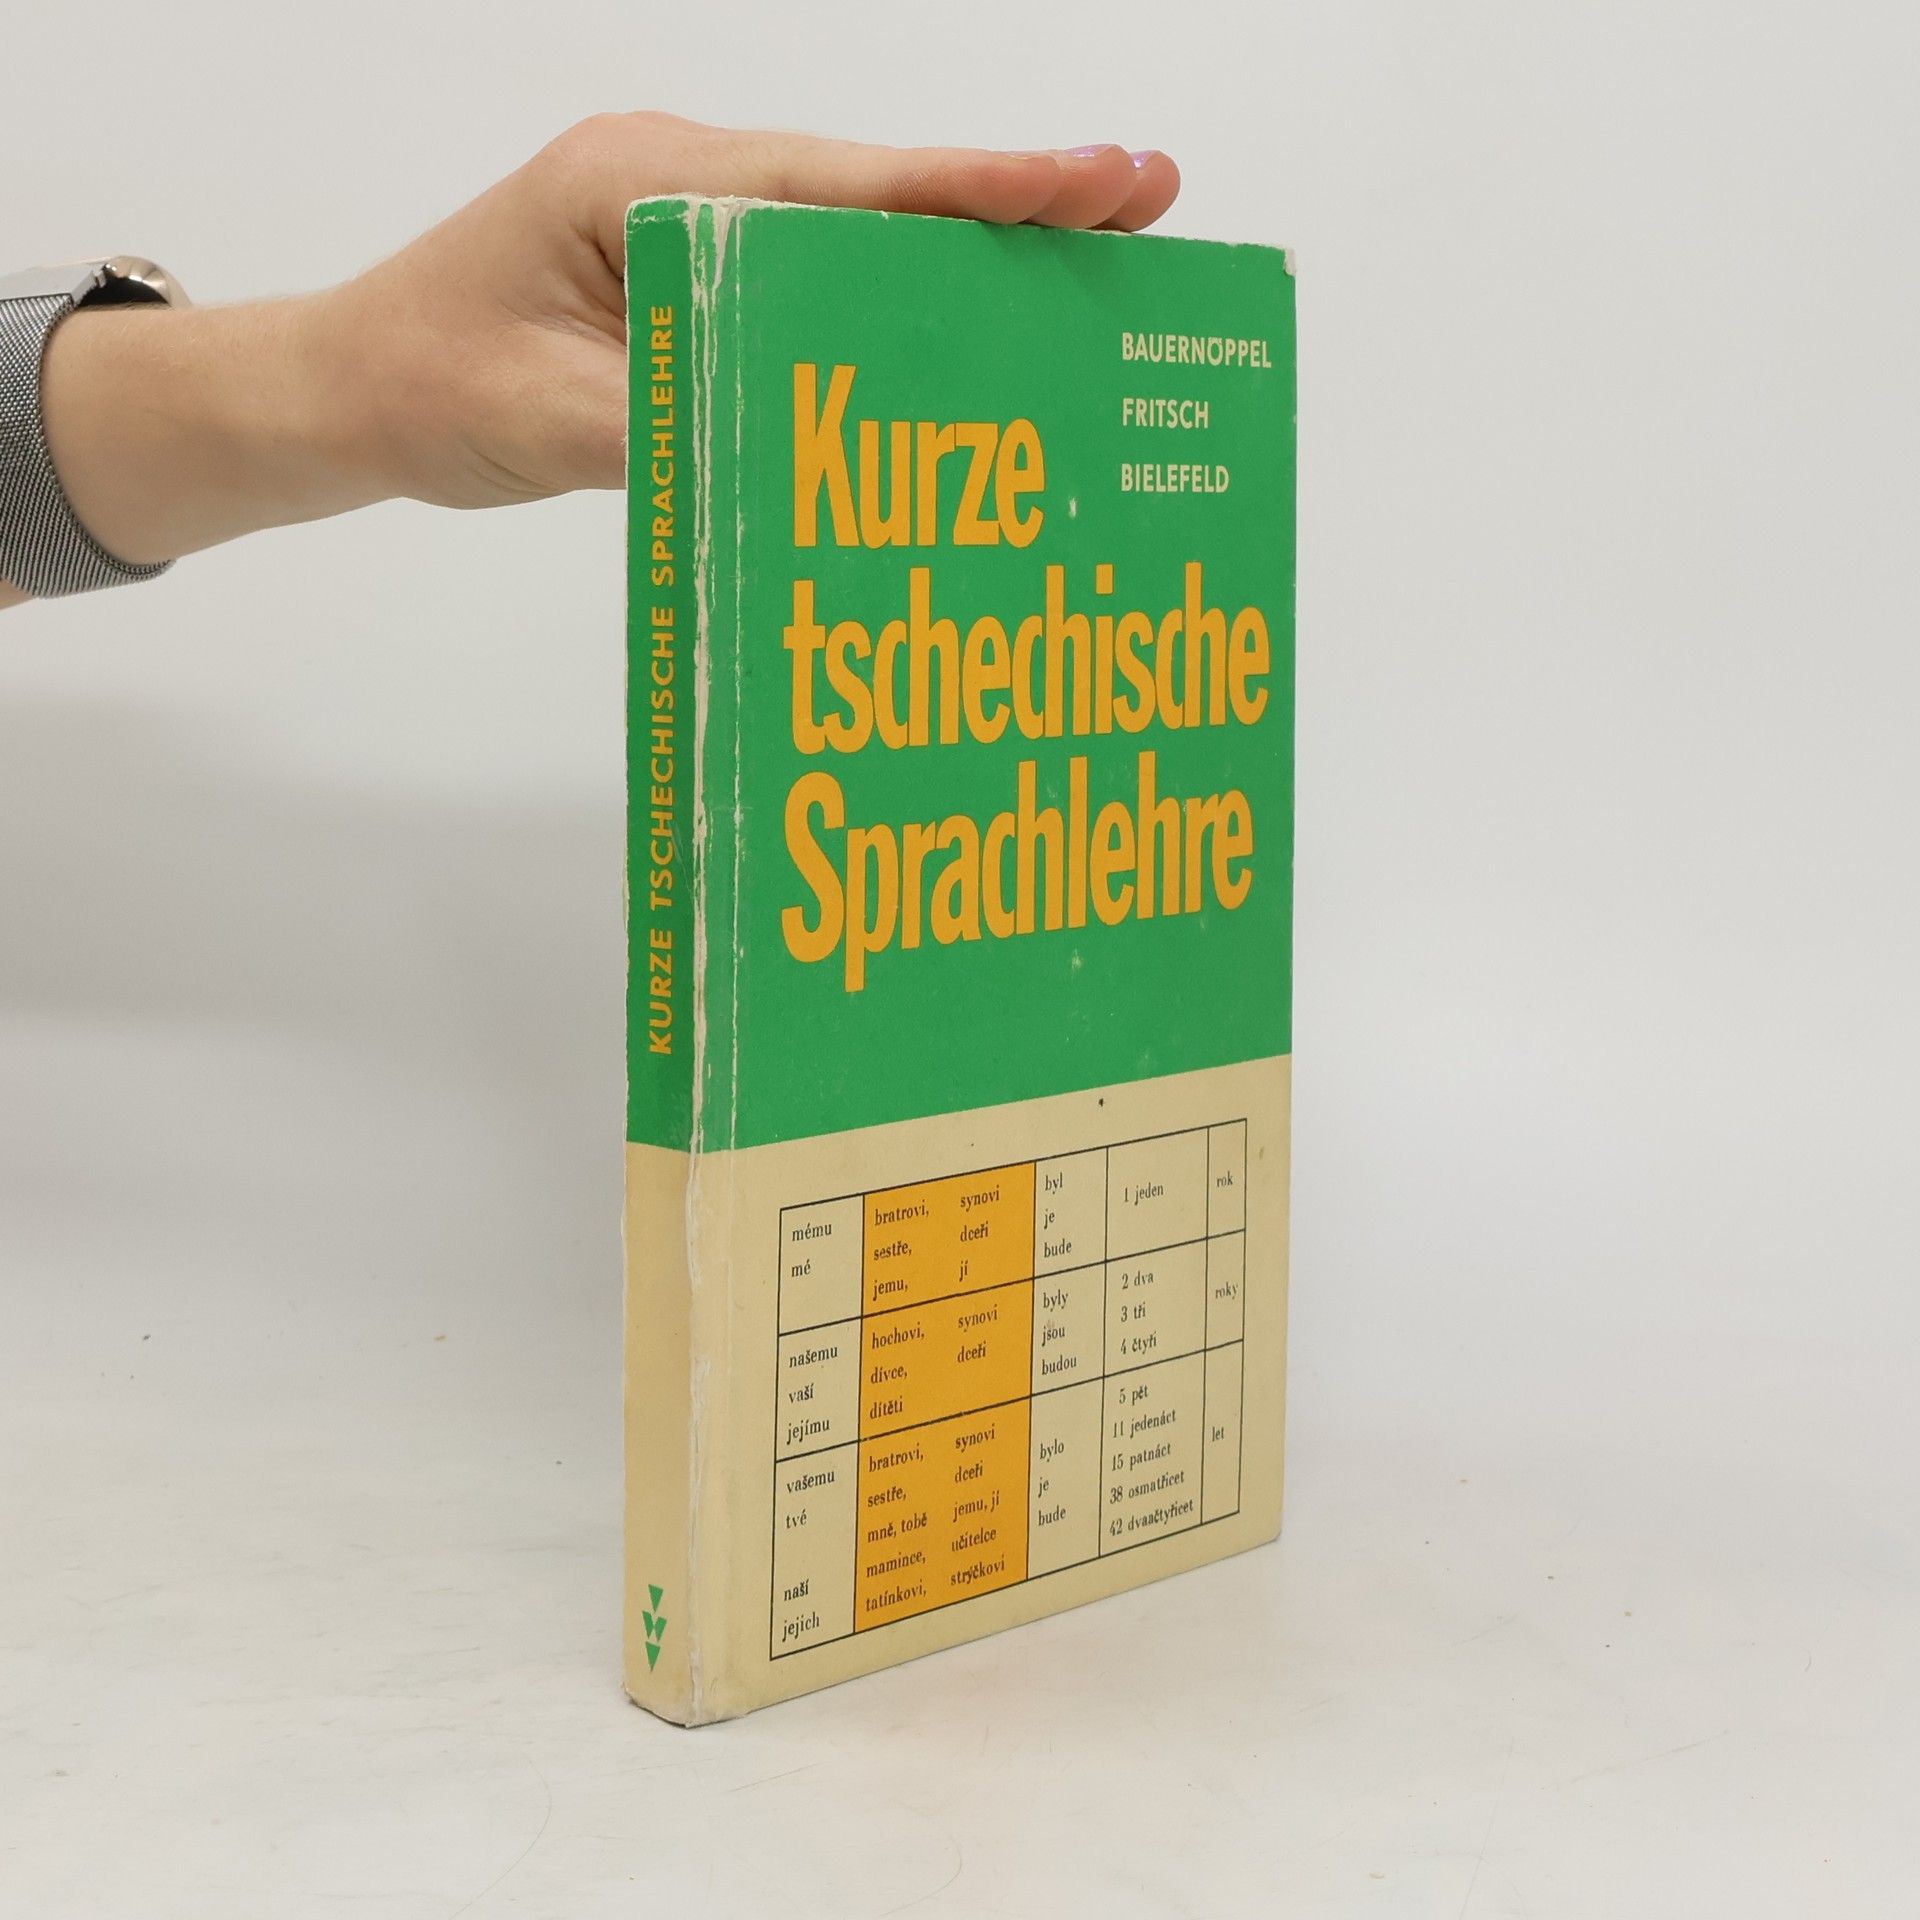 KURZE TSCHECHISCHE SPRACHLEHRE
BAUERNÖPPEL
FRITSCH
BIELEFELD
Kurze
tschechische
Sprachlehre
mému
mé
bratrovi, synovi
sestře, dceři
jemu, jí
byl
je
bude
1 jeden
rok
našemu
vaší
jejímu
hochovi, synovi
dívce, dceři
dítěti
byly
jsou
budou
2 dva
3 tři
4 čtyři
roky
vašemu
tvé
naší
jejich
bratrovi, synovi
sestře, dceři
mně, tobě jemu, jí
mamince, učitelce
tatínkovi, strýčkovi
bylo
je
bude
5 pět
11 jedenáct
15 patnáct
38 osmatřicet
42 dvaačtyřicet
let